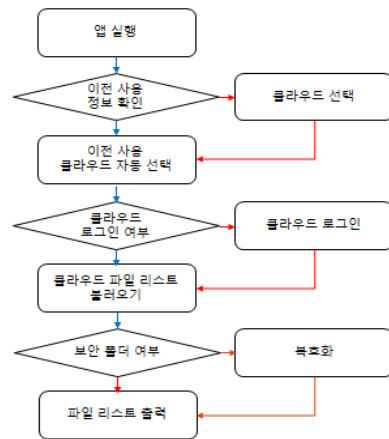 앱 실행
이전 사용
정보 확인
클라우드 선택
이전 사용
클라우드 자동 선택
클라우드
로그인 여부
클라우드 로그인
클라우드 파일 리스트
불러오기
보안 폴더 여부
복호화
파일 리스트 출력